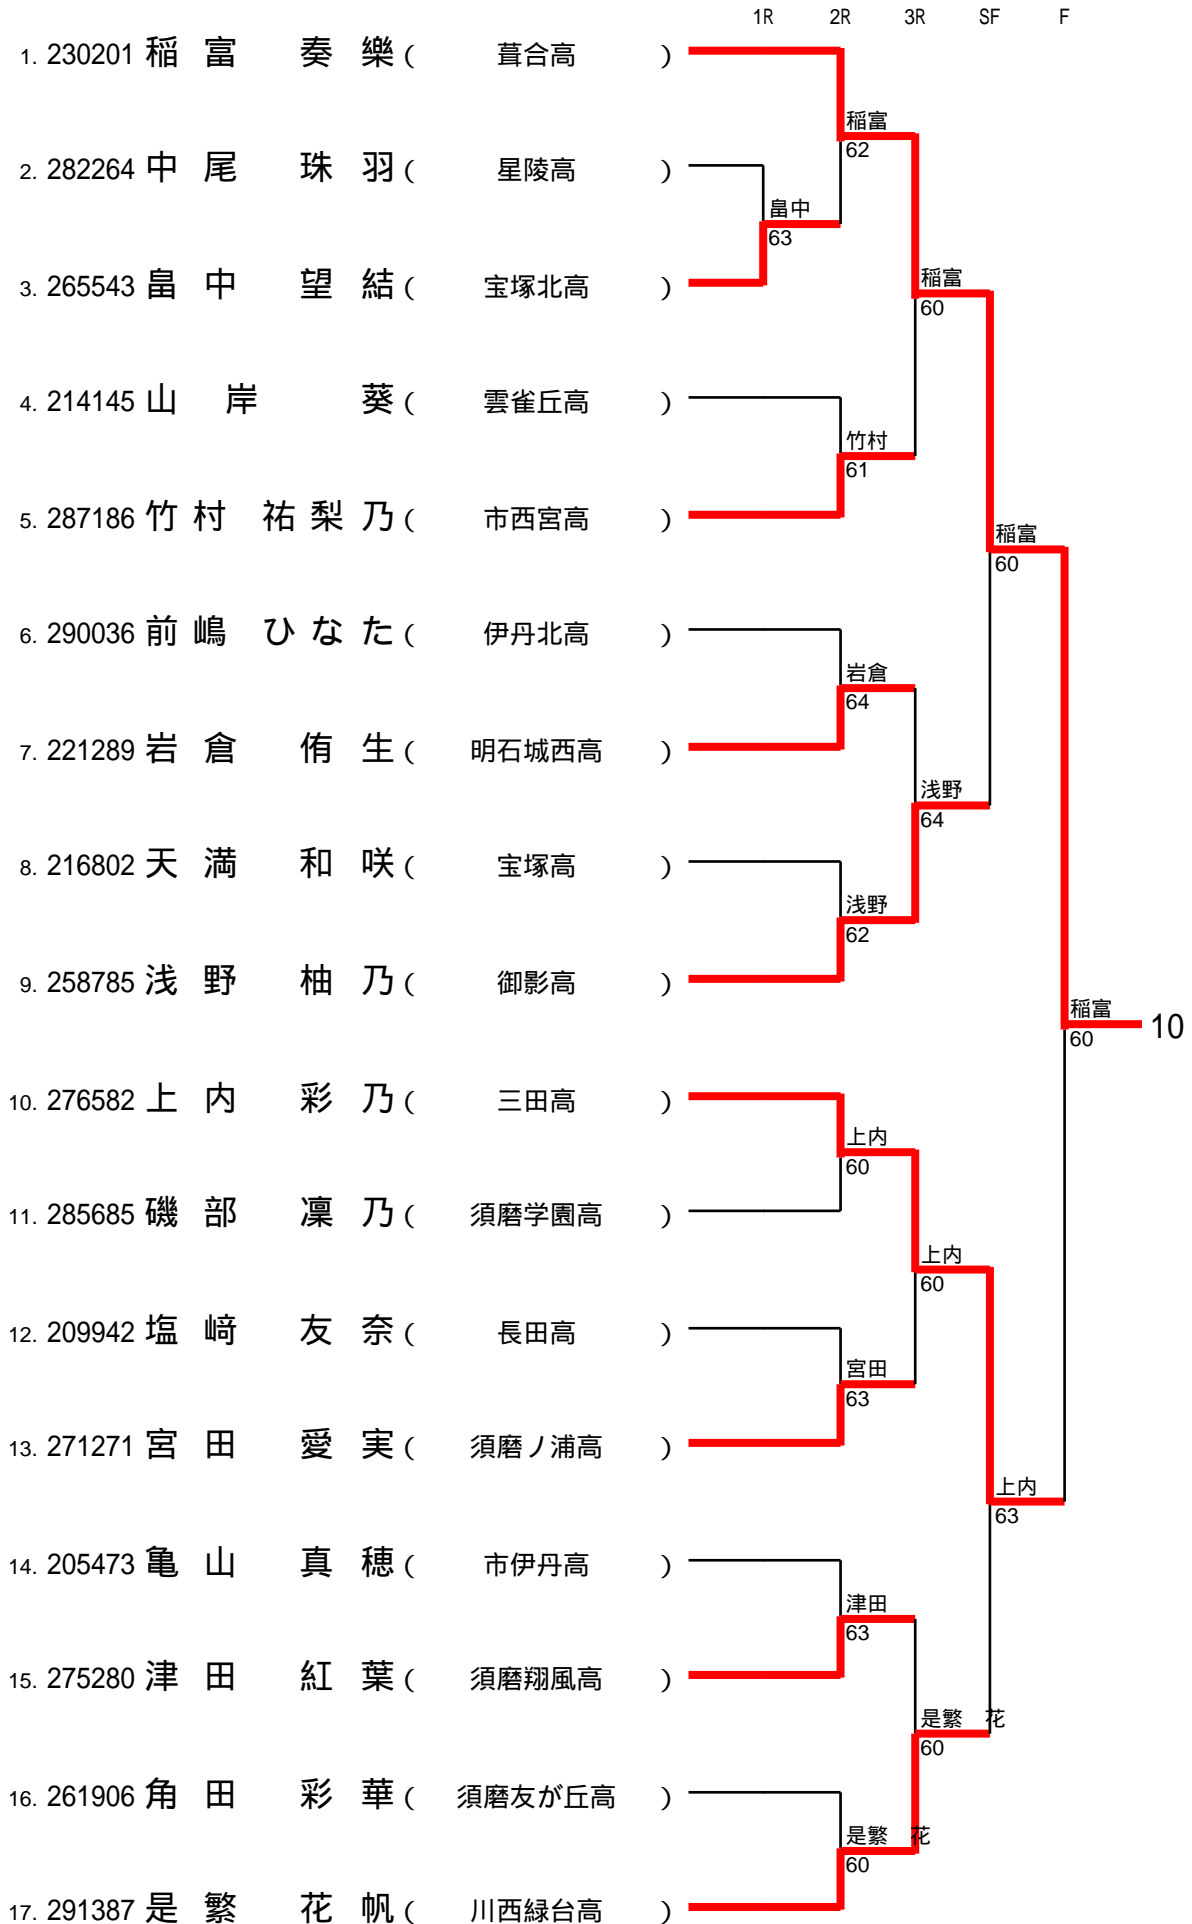 1R 2R 3R SF F
1. 230201 稲富 奏樂 ( 葺合高 )
稲富
62
2. 282264 中尾 珠羽 ( 星陵高 )
畠中
63
3. 265543 畠中 望結 ( 宝塚北高 )
稲富
60
4. 214145 山岸 葵 ( 雲雀丘高 )
竹村
61
5. 287186 竹村 祐梨乃 ( 市西宮高 )
稲富
60
6. 290036 前嶋 ひなた ( 伊丹北高 )
岩倉
64
7. 221289 岩倉 侑生 ( 明石城西高 )
浅野
64
8. 216802 天満 和咲 ( 宝塚高 )
浅野
62
9. 258785 浅野 柚乃 ( 御影高 )
稲富
60
10
10. 276582 上内 彩乃 ( 三田高 )
上内
60
11. 285685 磯部 凜乃 ( 須磨学園高 )
上内
60
12. 209942 塩﨑 友奈 ( 長田高 )
宮田
63
13. 271271 宮田 愛実 ( 須磨ノ浦高 )
上内
63
14. 205473 亀山 真穂 ( 市伊丹高 )
津田
63
15. 275280 津田 紅葉 ( 須磨翔風高 )
是繁 花
60
16. 261906 角田 彩華 ( 須磨友が丘高 )
是繁 花
60
17. 291387 是繁 花帆 ( 川西緑台高 )